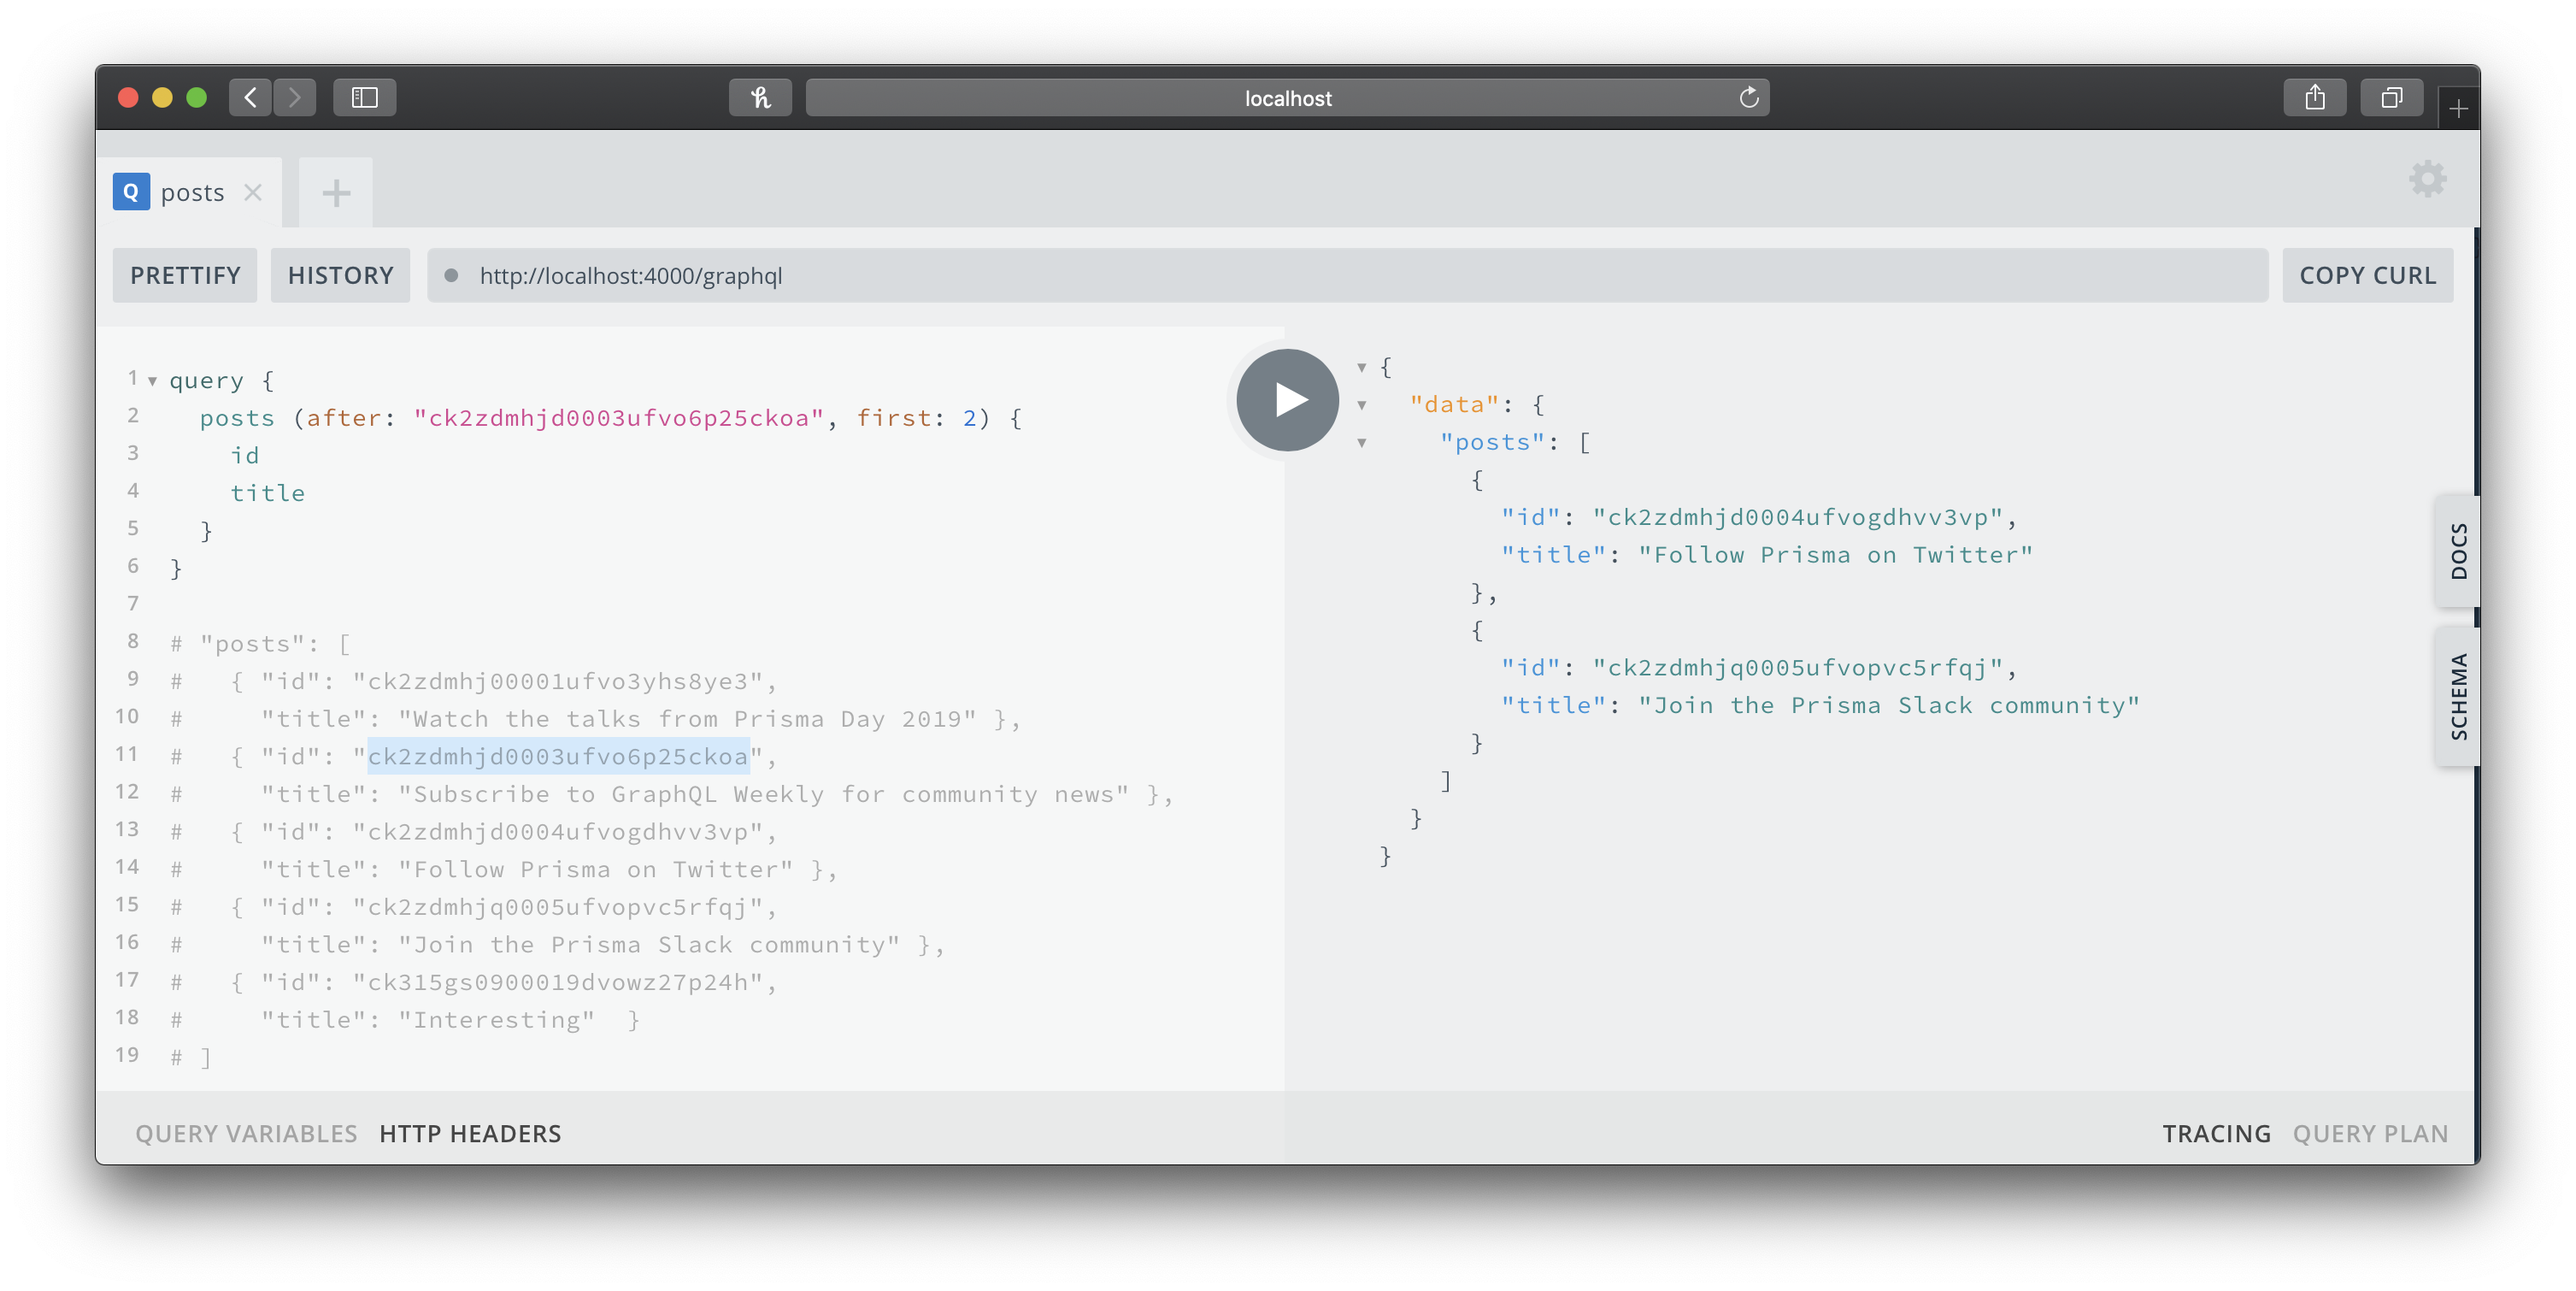 localhost
Q posts
PRETTIFY HISTORY http://localhost:4000/graphql COPY CURL
1 query {
2   posts (after: "ck2zdmhjd0003ufvo6p25ckoa", first: 2) {
3     id
4     title
5   }
6 }
7
8 # "posts": [
9 #   { "id": "ck2zdmhj00001ufvo3yhs8ye3",
10 #     "title": "Watch the talks from Prisma Day 2019" },
11 #   { "id": "ck2zdmhjd0003ufvo6p25ckoa",
12 #     "title": "Subscribe to GraphQL Weekly for community news" },
13 #   { "id": "ck2zdmhjd0004ufvogdhvv3vp",
14 #     "title": "Follow Prisma on Twitter" },
15 #   { "id": "ck2zdmhjq0005ufvopvc5rfqj",
16 #     "title": "Join the Prisma Slack community" },
17 #   { "id": "ck315gs0900019dvowz27p24h",
18 #     "title": "Interesting"  }
19 # ]
{
  "data": {
    "posts": [
      {
        "id": "ck2zdmhjd0004ufvogdhvv3vp",
        "title": "Follow Prisma on Twitter"
      },
      {
        "id": "ck2zdmhjq0005ufvopvc5rfqj",
        "title": "Join the Prisma Slack community"
      }
    ]
  }
}
DOCS
SCHEMA
QUERY VARIABLES HTTP HEADERS
TRACING QUERY PLAN